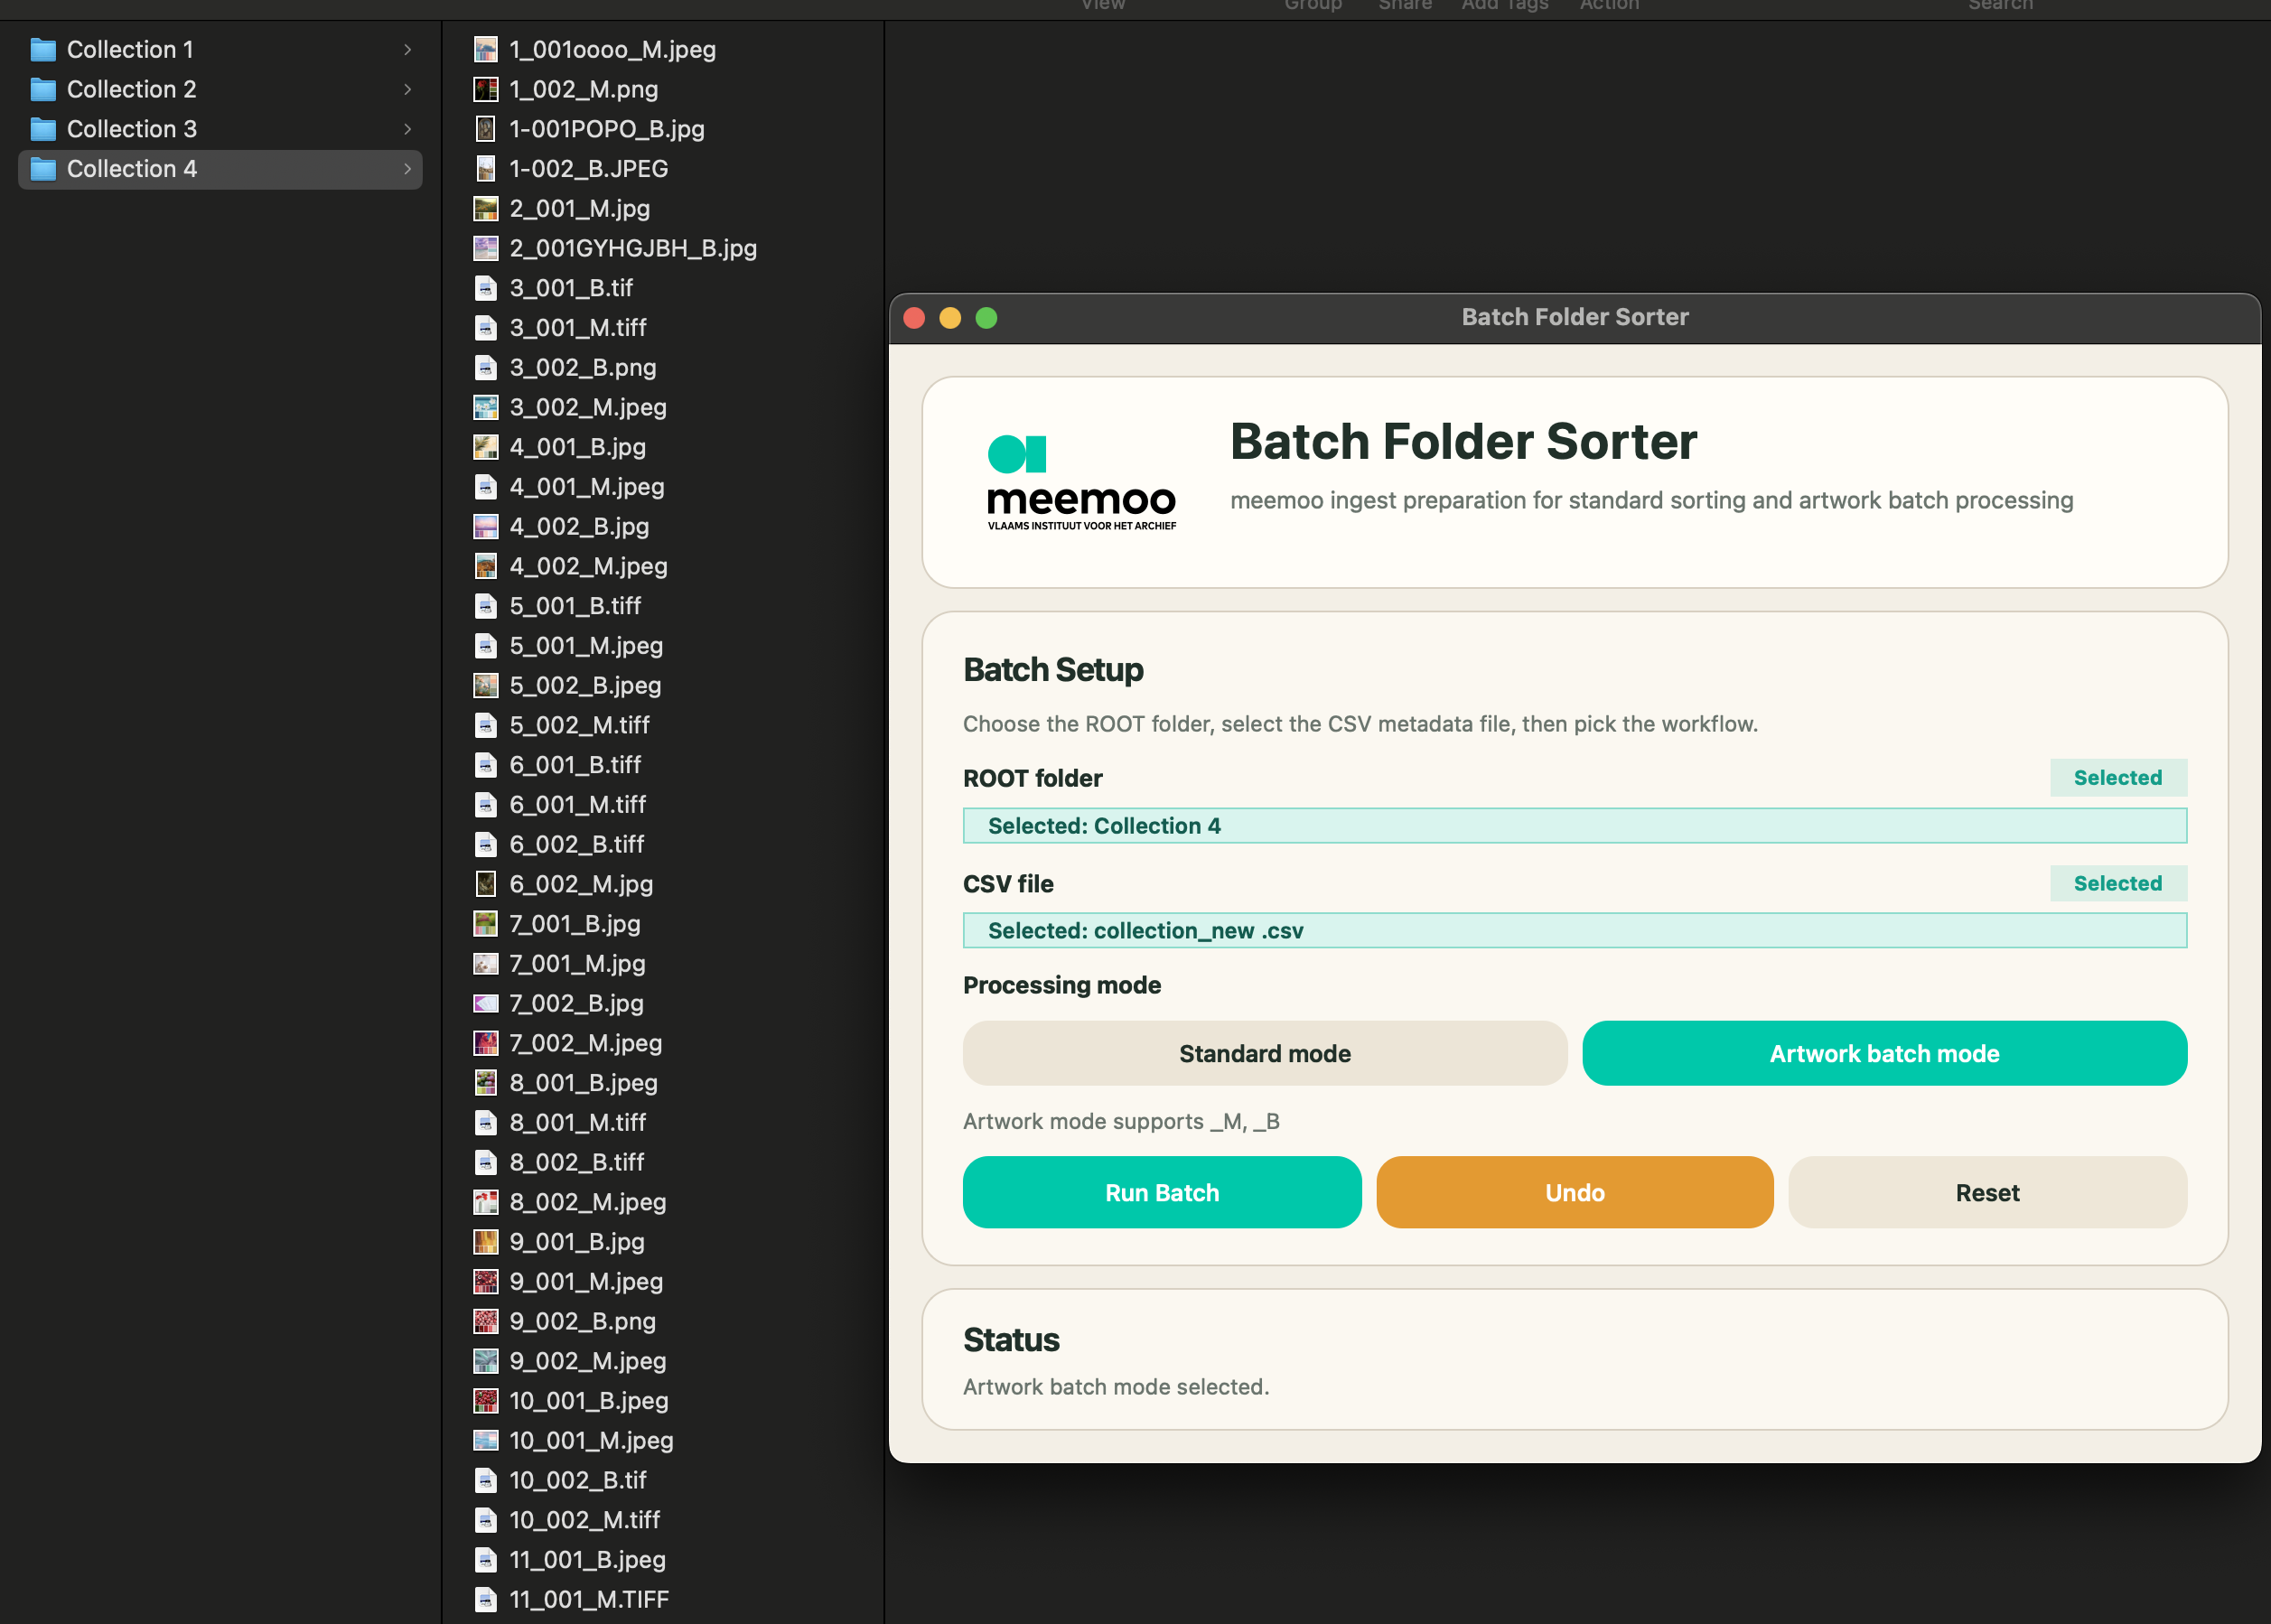 View Group Share Add Tags Action Search
Collection 1
Collection 2
Collection 3
Collection 4
1_001oooo_M.jpeg
1_002_M.png
1-001POPO_B.jpg
1-002_B.JPEG
2_001_M.jpg
2_001GYHGJBH_B.jpg
3_001_B.tif
3_001_M.tiff
3_002_B.png
3_002_M.jpeg
4_001_B.jpg
4_001_M.jpeg
4_002_B.jpg
4_002_M.jpeg
5_001_B.tiff
5_001_M.jpeg
5_002_B.jpeg
5_002_M.tiff
6_001_B.tiff
6_001_M.tiff
6_002_B.tiff
6_002_M.jpg
7_001_B.jpg
7_001_M.jpg
7_002_B.jpg
7_002_M.jpeg
8_001_B.jpeg
8_001_M.tiff
8_002_B.tiff
8_002_M.jpeg
9_001_B.jpg
9_001_M.jpeg
9_002_B.png
9_002_M.jpeg
10_001_B.jpeg
10_001_M.jpeg
10_002_B.tif
10_002_M.tiff
11_001_B.jpeg
11_001_M.TIFF
Batch Folder Sorter
meemoo
VLAAMS INSTITUUT VOOR HET ARCHIEF
Batch Folder Sorter
meemoo ingest preparation for standard sorting and artwork batch processing
Batch Setup
Choose the ROOT folder, select the CSV metadata file, then pick the workflow.
ROOT folder
Selected
Selected: Collection 4
CSV file
Selected
Selected: collection_new .csv
Processing mode
Standard mode
Artwork batch mode
Artwork mode supports _M, _B
Run Batch
Undo
Reset
Status
Artwork batch mode selected.